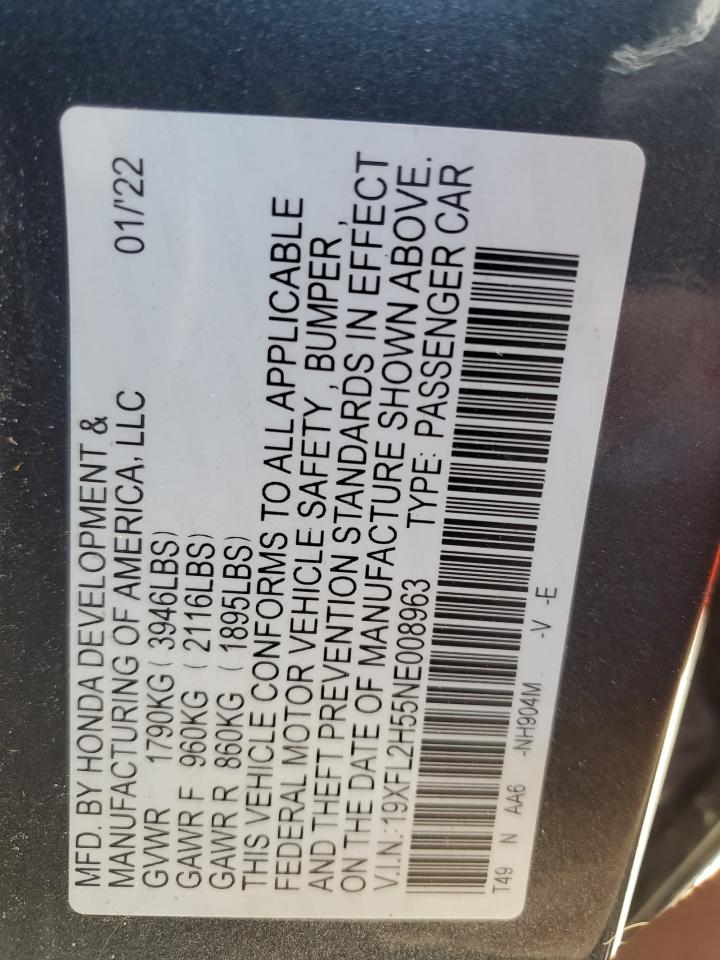 MFD. BY HONDA DEVELOPMENT &
MANUFACTURING OF AMERICA, LLC 01/'22
GVWR 1790KG ( 3946LBS)
GAWR F 960KG ( 2116LBS)
GAWR R 860KG ( 1895LBS)
THIS VEHICLE CONFORMS TO ALL APPLICABLE
FEDERAL MOTOR VEHICLE SAFETY , BUMPER ,
AND THEFT PREVENTION STANDARDS IN EFFECT
ON THE DATE OF MANUFACTURE SHOWN ABOVE.
V.I.N.:19XFL2H55NE008963 TYPE: PASSENGER CAR
T49 N AA6 -NH904M -V -E